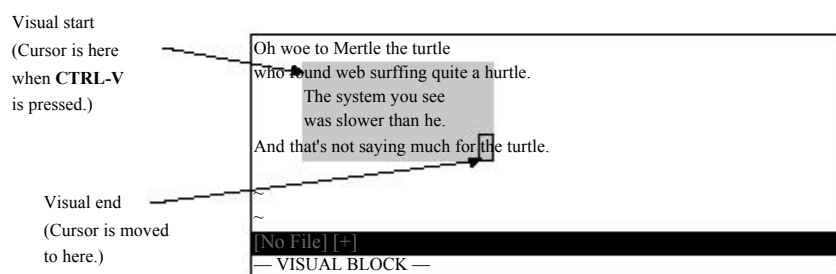 Visual start
(Cursor is here
when CTRL-V
is pressed.)
Oh woe to Mertle the turtle
who found web surffing quite a hurtle.
The system you see
was slower than he.
And that's not saying much for the turtle.
~
~
[No File] [+]
— VISUAL BLOCK —
Visual end
(Cursor is moved
to here.)